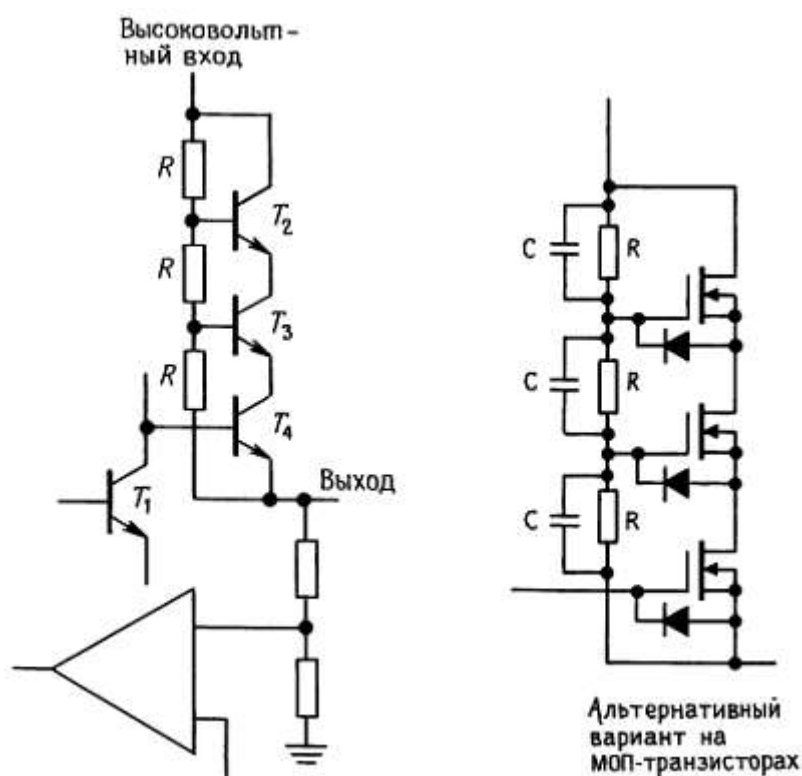 Высоковольт-
ный вход
R
T₂
R
T₃
R
T₄
T₁
Выход
C
R
C
R
C
R
Альтернативный
вариант на
МОП-транзисторах